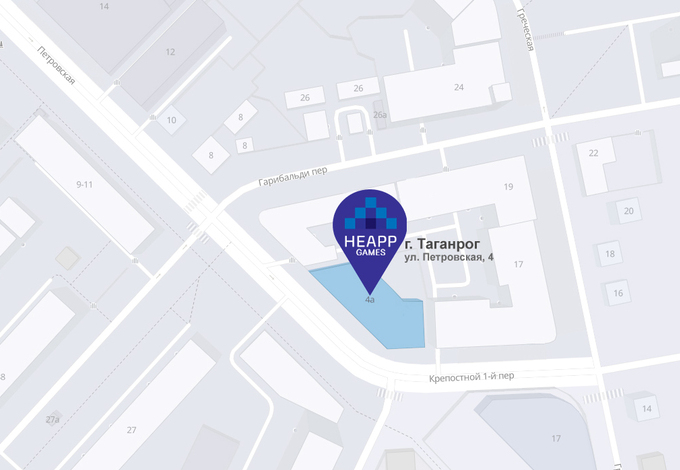 14
Греческая
Петровская
12
24
26
26
26а
10
8
8
8
22
9-11
Гарибальди пер
19
20
HEAPP
GAMES
г. Таганрог
ул. Петровская, 4
18
17
16
4а
Крепостной 1-й пер
8
14
27а
27
17